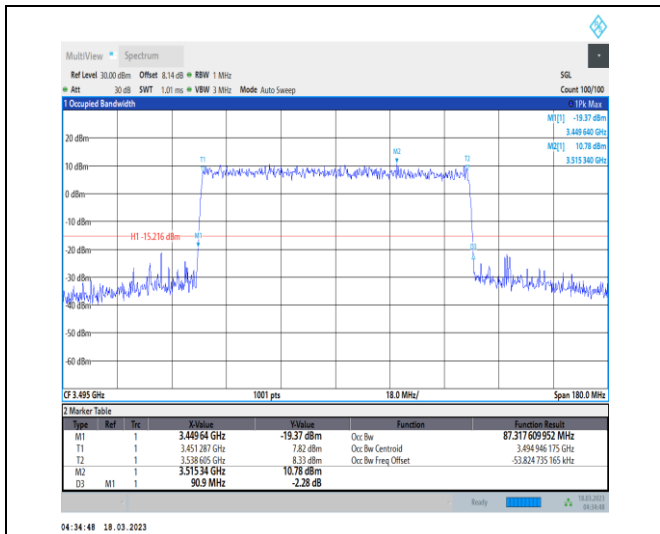 MultiView Spectrum
Ref Level 30.00 dBm Offset 8.14 dB RBW 1 MHz SGL
Att 30 dB SWT 1.01 ms VBW 3 MHz Mode Auto Sweep Count 100/100
1 Occupied Bandwidth 1Pk Max
M1[1] -19.37 dBm
3.449 640 GHz
M2[1] 10.78 dBm
3.515 340 GHz
20 dBm
T1 M2 T2
10 dBm
0 dBm
-10 dBm
H1 -15.216 dBm M1
-20 dBm
D3
-30 dBm
-40 dBm
-50 dBm
-60 dBm
CF 3.495 GHz 1001 pts 18.0 MHz/ Span 180.0 MHz
2 Marker Table
Type Ref Trc X-Value Y-Value Function Function Result
M1 1 3.449 64 GHz -19.37 dBm Occ Bw 87.317 609 952 MHz
T1 1 3.451 287 GHz 7.82 dBm Occ Bw Centroid 3.494 946 175 GHz
T2 1 3.538 605 GHz 8.33 dBm Occ Bw Freq Offset -53.824 735 165 kHz
M2 1 3.515 34 GHz 10.78 dBm
D3 M1 1 90.9 MHz -2.28 dB
Ready 18.03.2023
04:34:48
04:34:48 18.03.2023